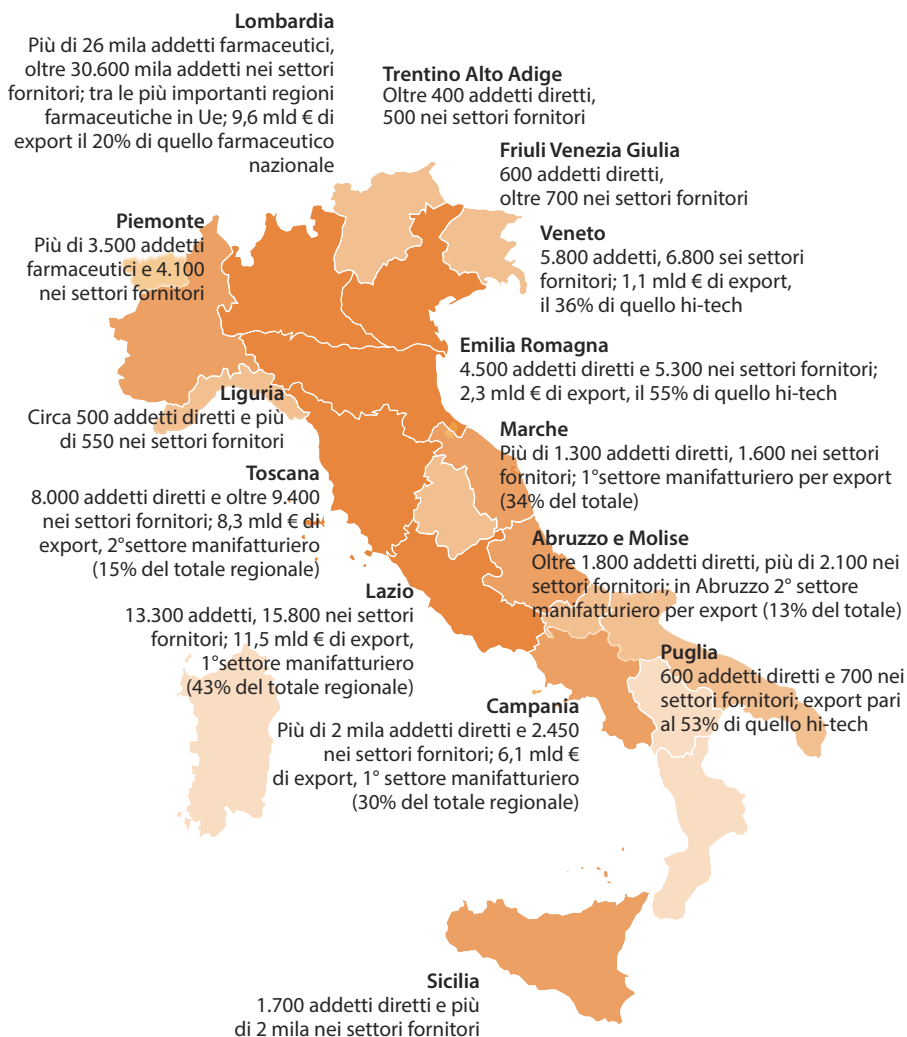 Lombardia
Più di 26 mila addetti farmaceutici,
oltre 30.600 mila addetti nei settori
fornitori; tra le più importanti regioni
farmaceutiche in Ue; 9,6 mld € di
export il 20% di quello farmaceutico
nazionale
Trentino Alto Adige
Oltre 400 addetti diretti,
500 nei settori fornitori
Friuli Venezia Giulia
600 addetti diretti,
oltre 700 nei settori fornitori
Piemonte
Più di 3.500 addetti
farmaceutici e 4.100
nei settori fornitori
Veneto
5.800 addetti, 6.800 sei settori
fornitori; 1,1 mld € di export,
il 36% di quello hi-tech
Emilia Romagna
4.500 addetti diretti e 5.300 nei settori fornitori;
2,3 mld € di export, il 55% di quello hi-tech
Liguria
Circa 500 addetti diretti e più
di 550 nei settori fornitori
Marche
Più di 1.300 addetti diretti, 1.600 nei settori
fornitori; 1°settore manifatturiero per export
(34% del totale)
Toscana
8.000 addetti diretti e oltre 9.400
nei settori fornitori; 8,3 mld € di
export, 2°settore manifatturiero
(15% del totale regionale)
Abruzzo e Molise
Oltre 1.800 addetti diretti, più di 2.100 nei
settori fornitori; in Abruzzo 2° settore
manifatturiero per export (13% del totale)
Lazio
13.300 addetti, 15.800 nei settori
fornitori; 11,5 mld € di export,
1°settore manifatturiero
(43% del totale regionale)
Puglia
600 addetti diretti e 700 nei
settori fornitori; export pari
al 53% di quello hi-tech
Campania
Più di 2 mila addetti diretti e 2.450
nei settori fornitori; 6,1 mld €
di export, 1° settore manifatturiero
(30% del totale regionale)
Sicilia
1.700 addetti diretti e più
di 2 mila nei settori fornitori